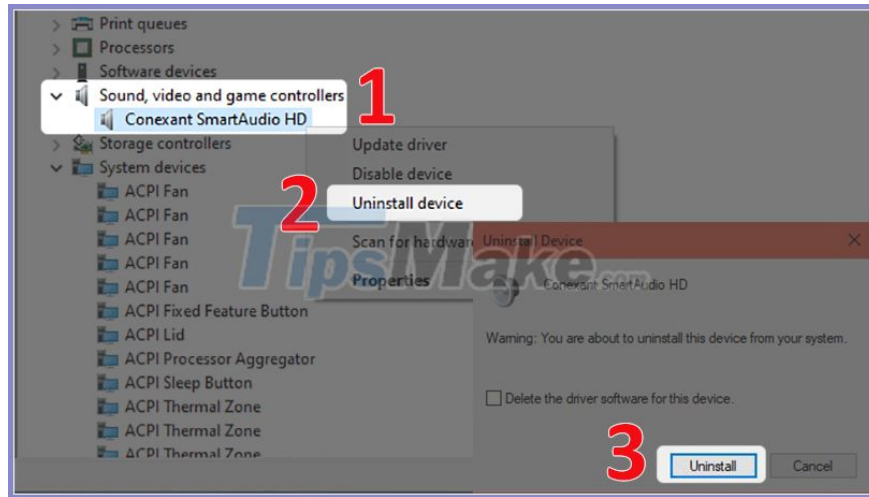 Print queues
Processors
Software devices
Sound, video and game controllers
Conexant SmartAudio HD
1
Storage controllers
System devices
ACPI Fan
ACPI Fan
ACPI Fan
ACPI Fan
ACPI Fan
ACPI Fixed Feature Button
ACPI Lid
ACPI Processor Aggregator
ACPI Sleep Button
ACPI Thermal Zone
ACPI Thermal Zone
ACPI Thermal Zone
Update driver
Disable device
2
Uninstall device
Scan for hardware
Properties
TipsMake.com
Uninstall Device
Conexant SmartAudio HD
Warning: You are about to uninstall this device from your system.
Delete the driver software for this device.
3
Uninstall Cancel